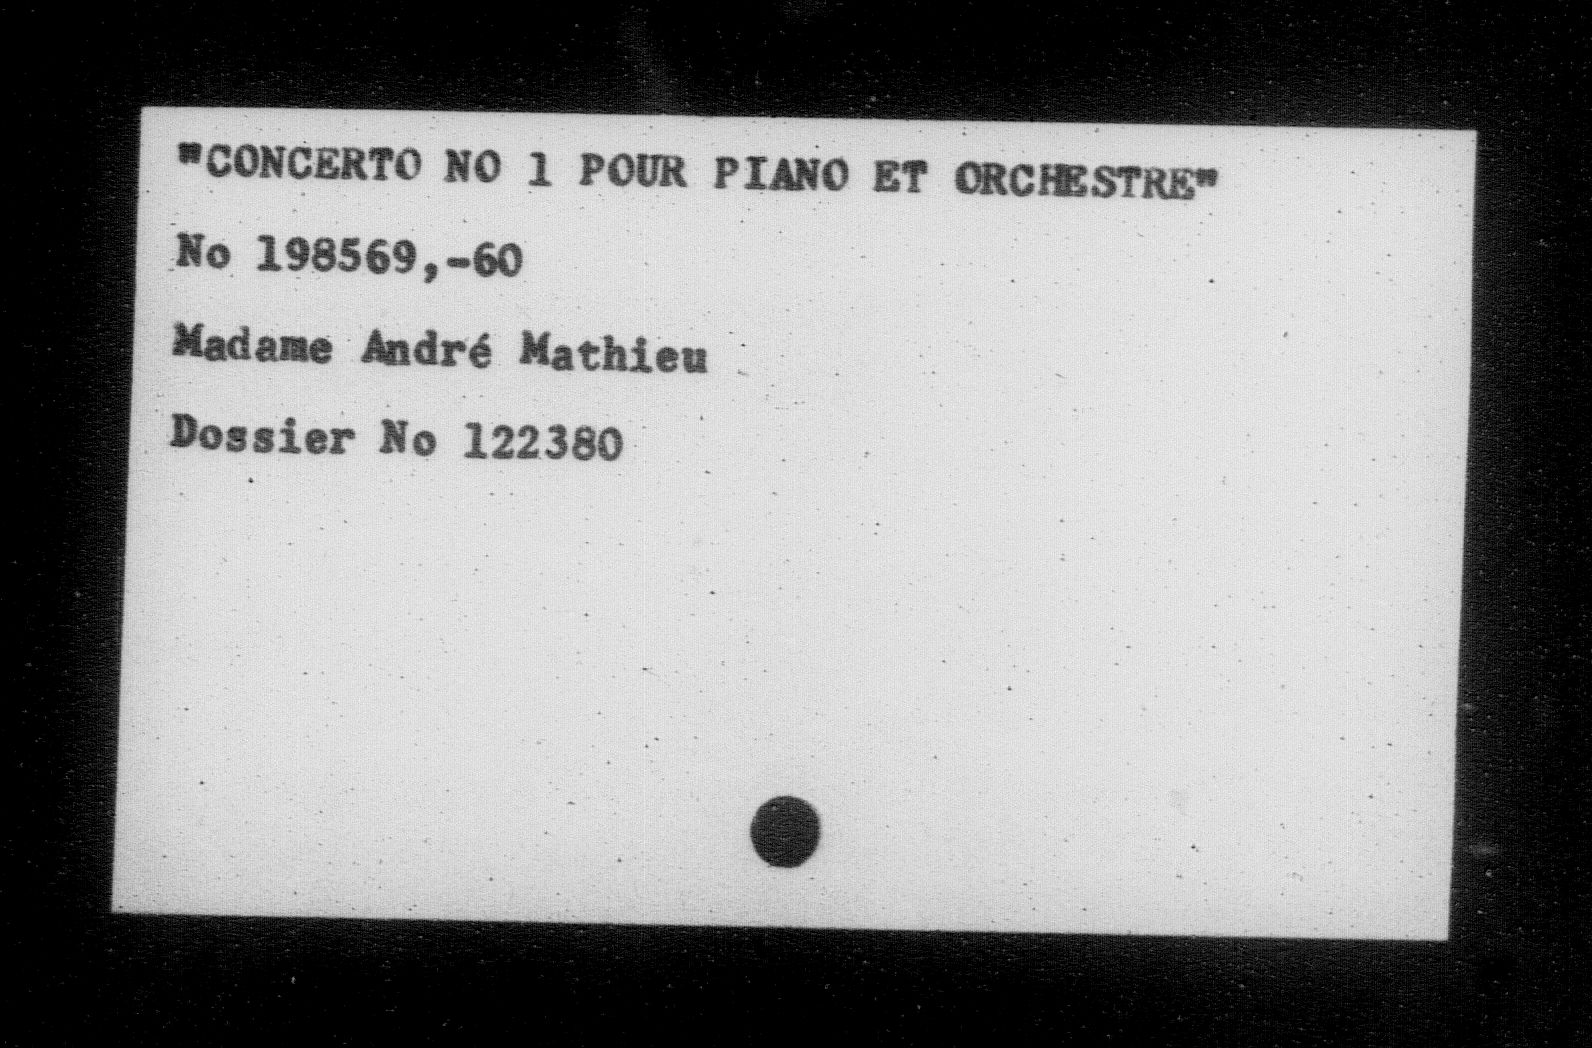 "CONCERTO NO 1 POUR PIANO ET ORCHESTRE"
No 198569,-60
Madame André Mathieu
Dossier No 122380